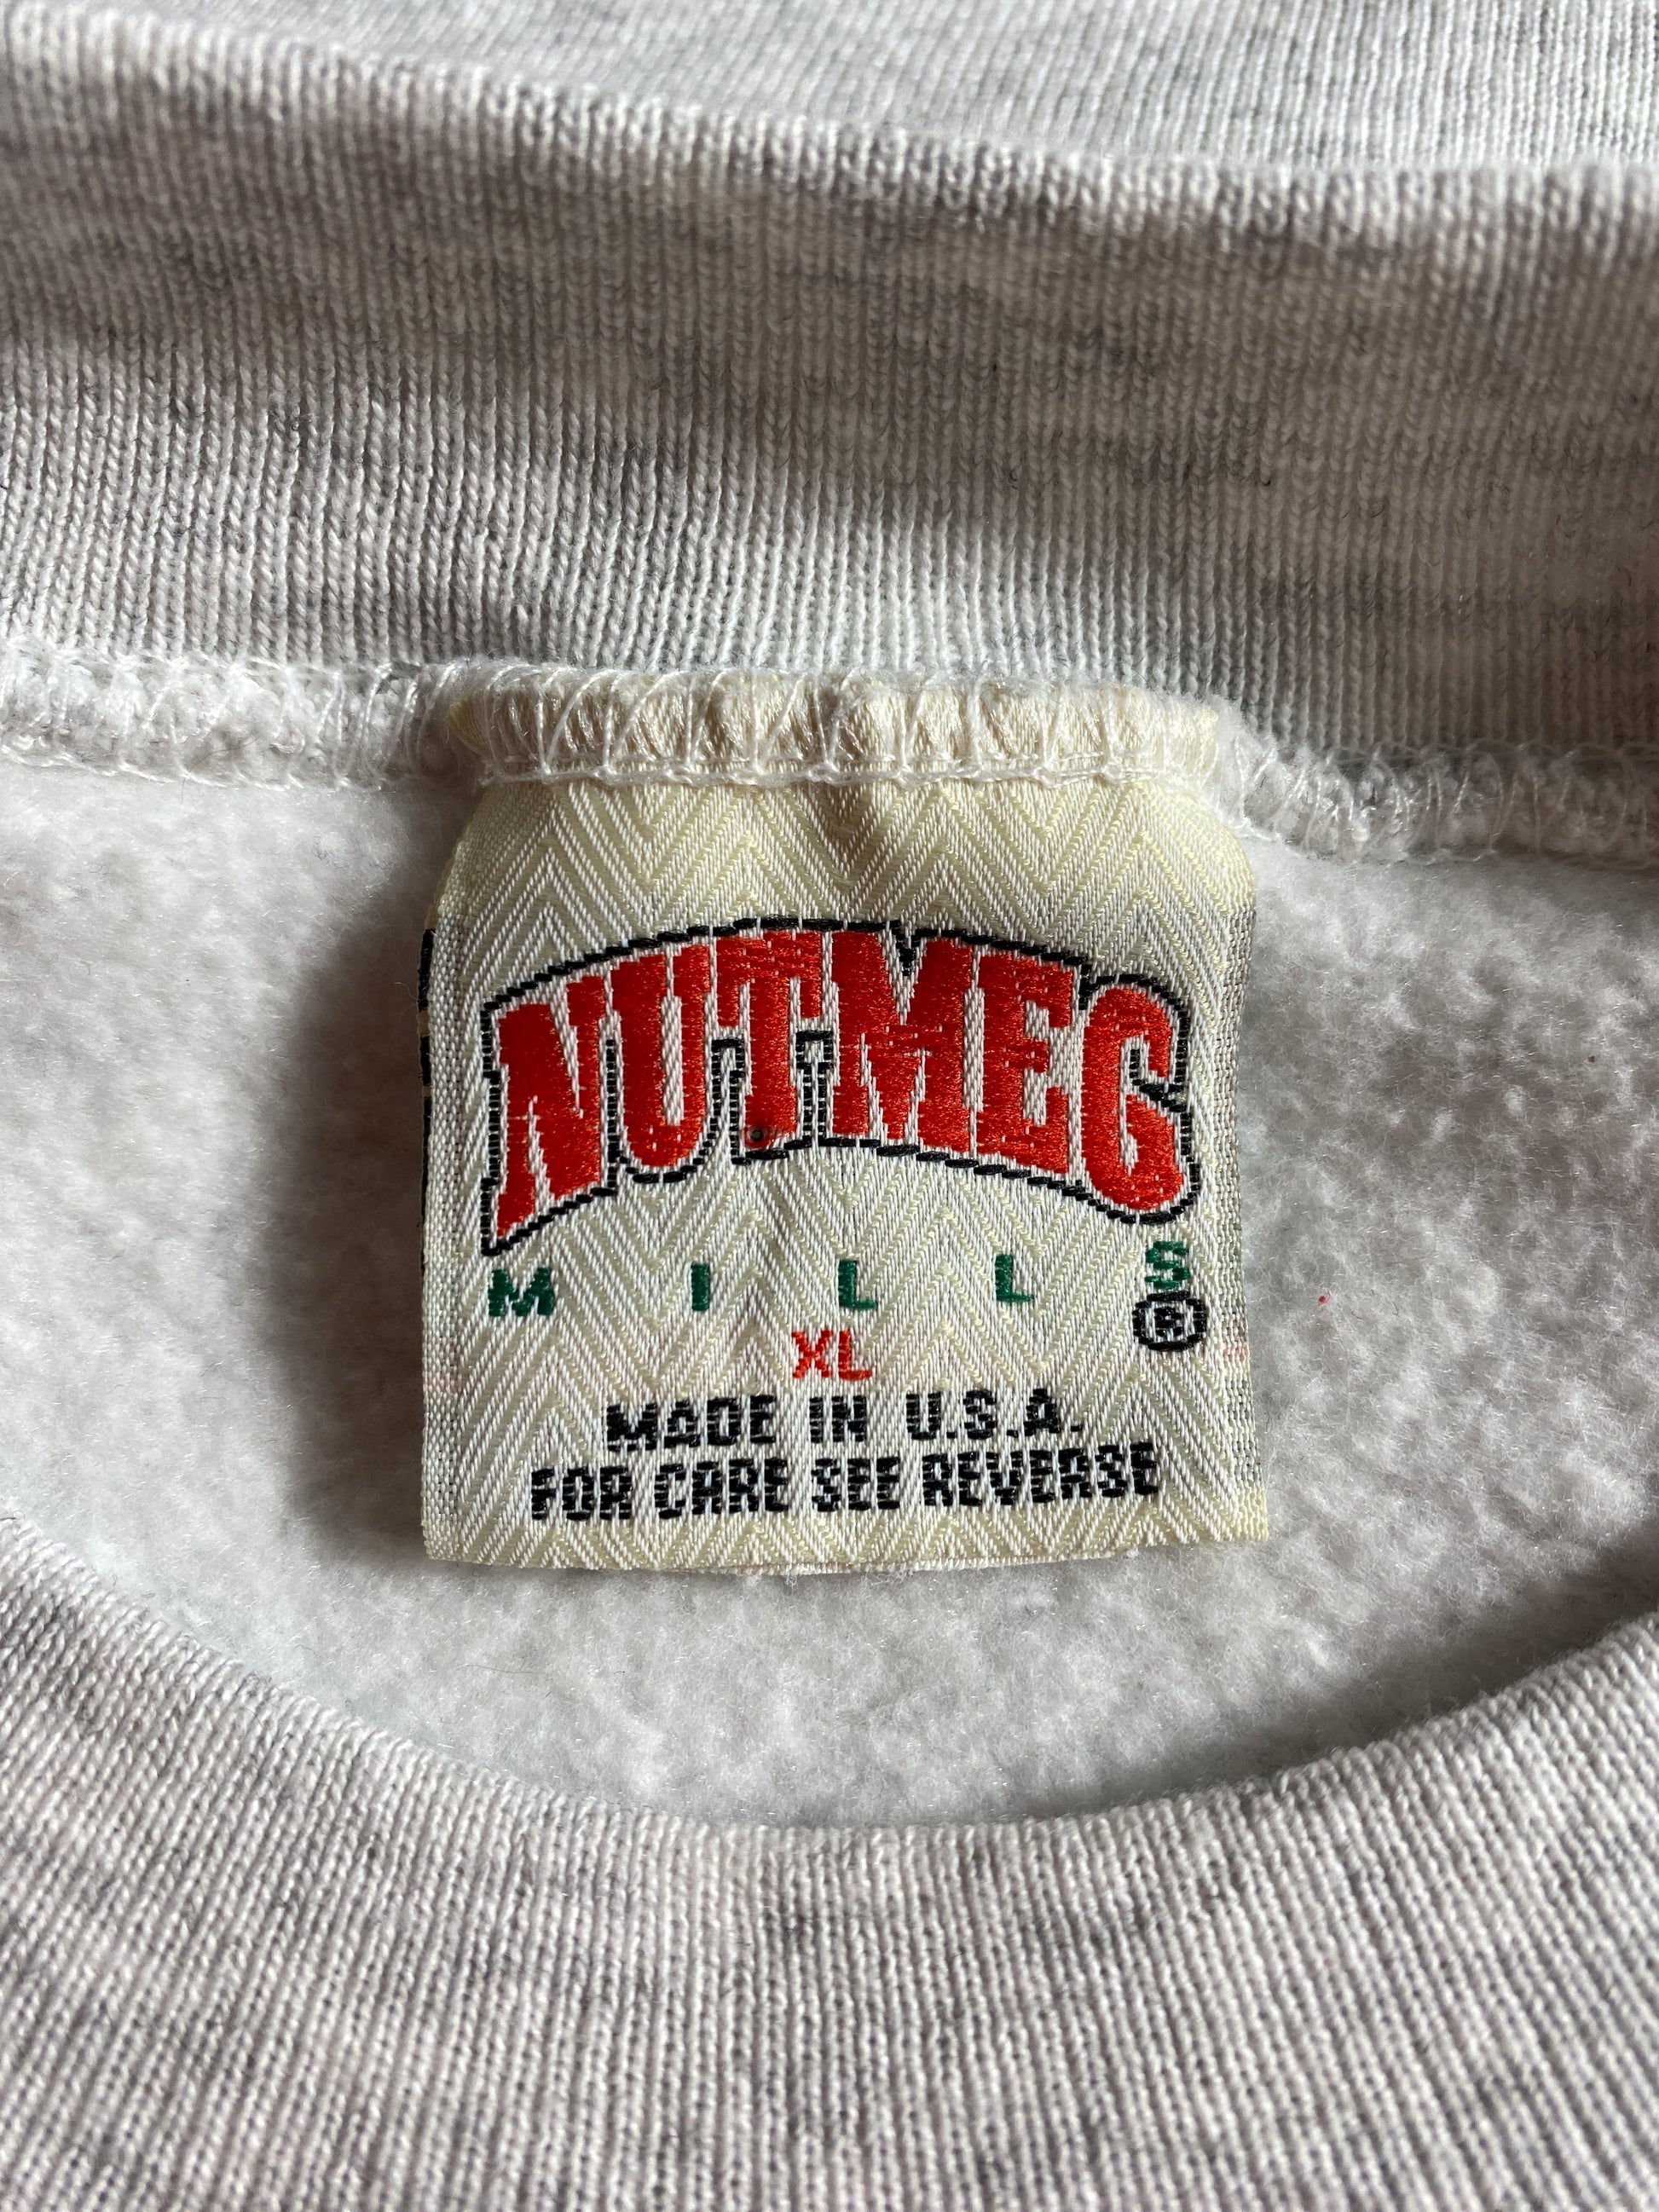 NUTMEG
MILLS®
XL
MADE IN U.S.A.
FOR CARE SEE REVERSE